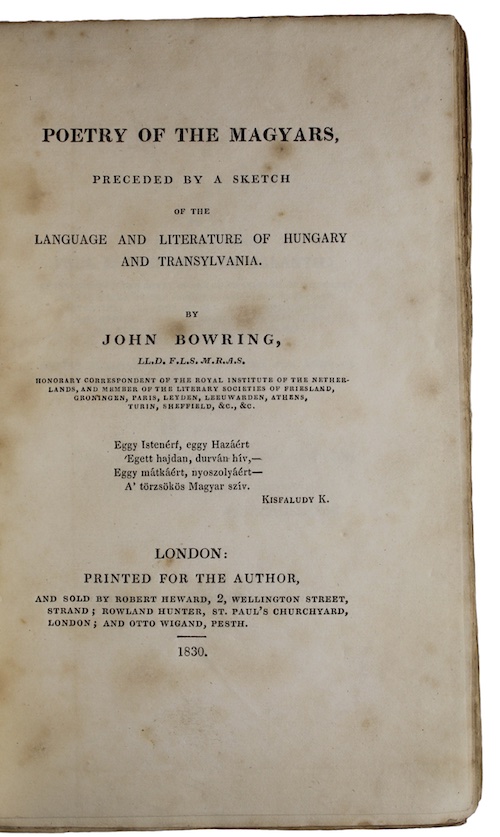 POETRY OF THE MAGYARS,
PRECEDED BY A SKETCH
OF THE
LANGUAGE AND LITERATURE OF HUNGARY
AND TRANSYLVANIA.
BY
JOHN BOWRING,
LL.D. F.L.S. M.R.A.S.
HONORARY CORRESPONDENT OF THE ROYAL INSTITUTE OF THE NETHER-
LANDS, AND MEMBER OF THE LITERARY SOCIETIES OF FRIESLAND,
GRONINGEN, PARIS, LEYDEN, LEEUWARDEN, ATHENS,
TURIN, SHEFFIELD, &C., &C.
Eggy Istenérf, eggy Hazáért
'Egett hajdan, durván hív,—
Eggy mátkáért, nyoszolyáért—
A' törzsökös Magyar szív.
KISFALUDY K.
LONDON:
PRINTED FOR THE AUTHOR,
AND SOLD BY ROBERT HEWARD, 2, WELLINGTON STREET,
STRAND; ROWLAND HUNTER, ST. PAUL'S CHURCHYARD,
LONDON; AND OTTO WIGAND, PESTH.
1830.